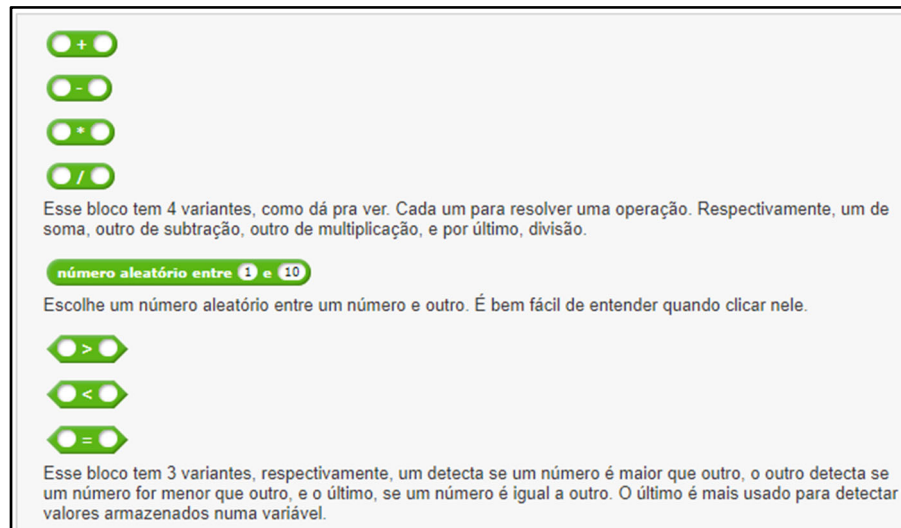 +
-
*
/
Esse bloco tem 4 variantes, como dá pra ver. Cada um para resolver uma operação. Respectivamente, um de
soma, outro de subtração, outro de multiplicação, e por último, divisão.
número aleatório entre 1 e 10
Escolhe um número aleatório entre um número e outro. É bem fácil de entender quando clicar nele.
>
<
=
Esse bloco tem 3 variantes, respectivamente, um detecta se um número é maior que outro, o outro detecta se
um número for menor que outro, e o último, se um número é igual a outro. O último é mais usado para detectar
valores armazenados numa variável.